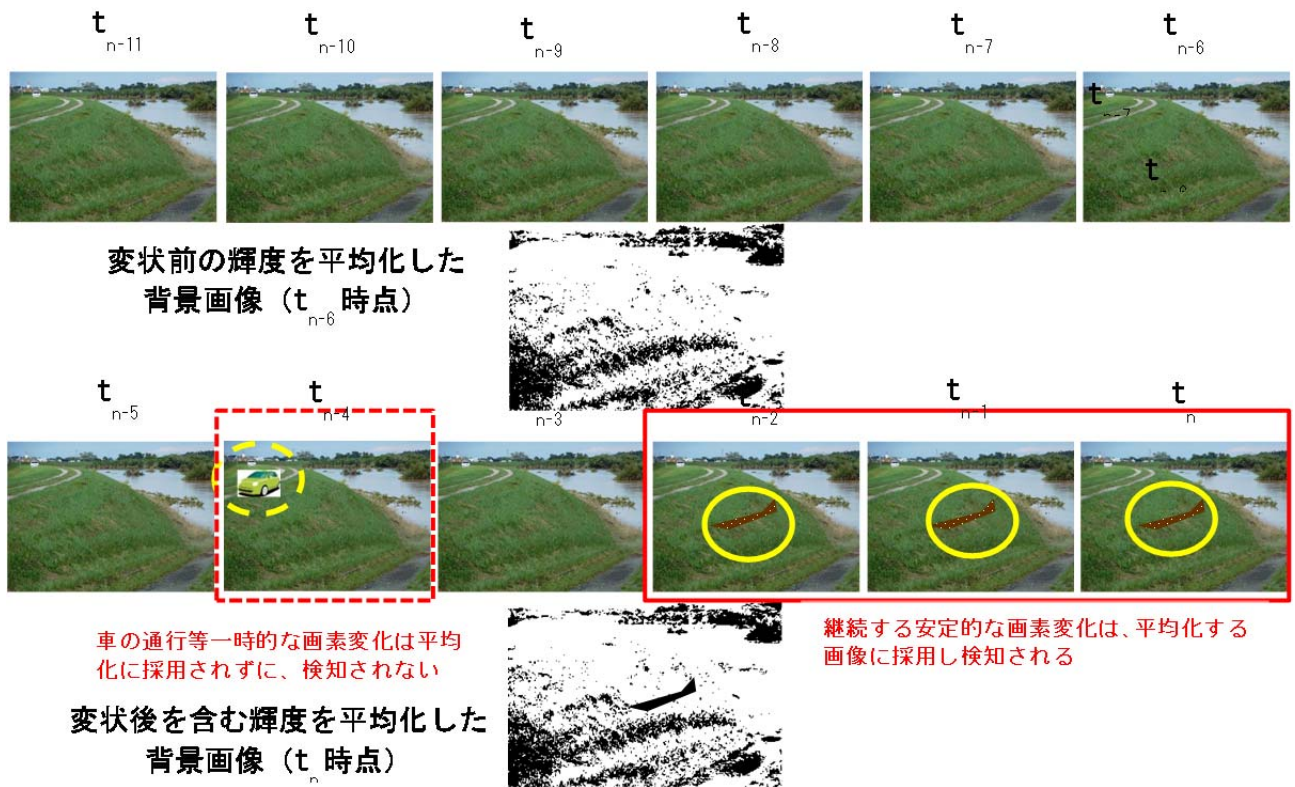 t n-11
t n-10
t n-9
t n-8
t n-7
t n-6
t n-7
t
変状前の輝度を平均化した
背景画像（t n-6 時点）
t n-5
t n-4
t n-3
t n-2
t n-1
t n
車の通行等一時的な画素変化は平均
化に採用されずに、検知されない
継続する安定的な画素変化は、平均化する
画像に採用し検知される
変状後を含む輝度を平均化した
背景画像（t n 時点）